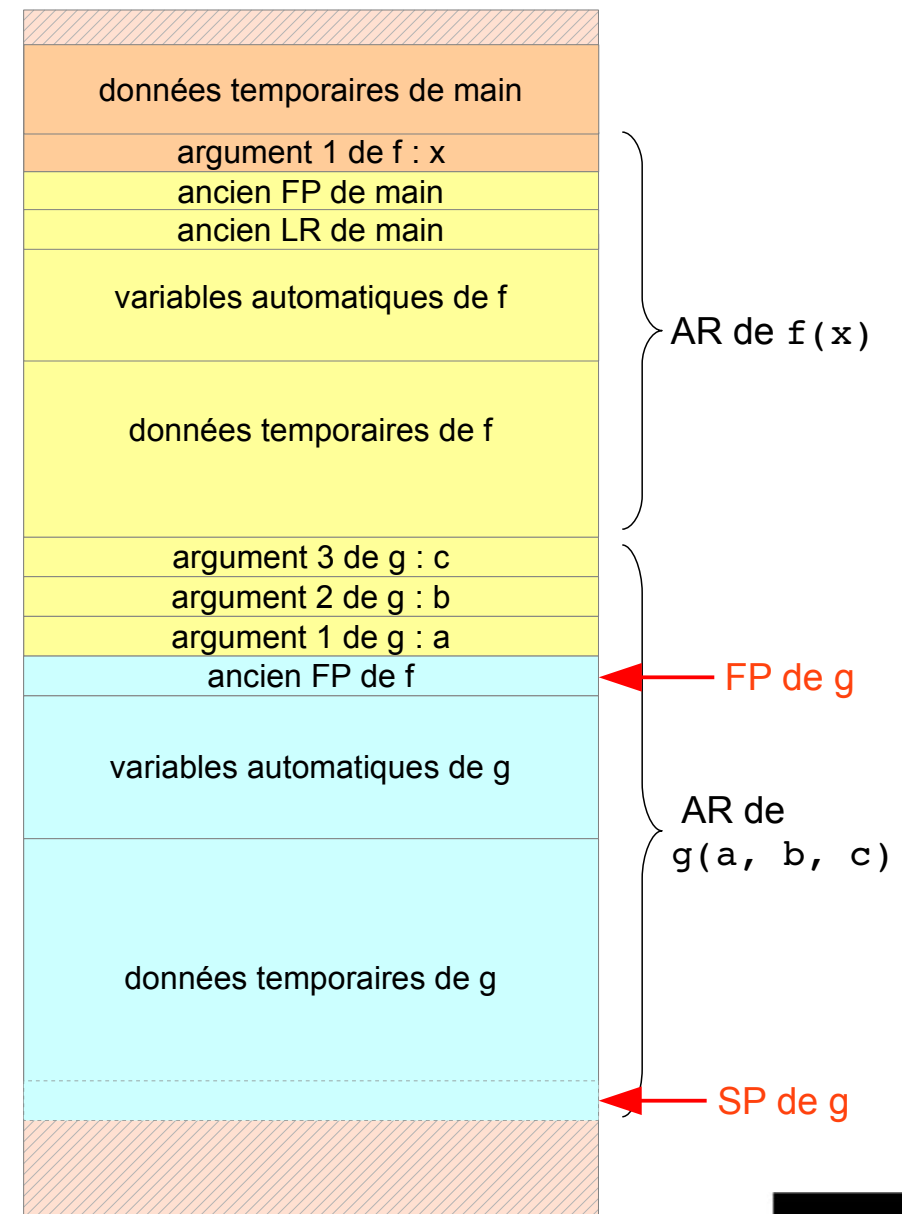 données temporaires de main
argument 1 de f : x
ancien FP de main
ancien LR de main
variables automatiques de f
AR de f(x)
données temporaires de f
argument 3 de g : c
argument 2 de g : b
argument 1 de g : a
ancien FP de f
FP de g
variables automatiques de g
AR de
g(a, b, c)
données temporaires de g
SP de g